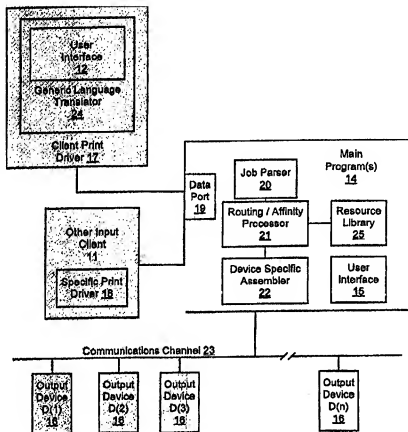 User
Interface
12
Generic Language
Translator
24
Client Print
Driver 17
Main
Program(s)
14
Data
Port
19
Job Parser
20
Routing / Affinity
Processor
21
Resource
Library
25
Device Specific
Assembler
22
User
Interface
15
Other Input
Client
11
Specific Print
Driver 18
Communications Channel 23
Output
Device
D(1)
16
Output
Device
D(2)
16
Output
Device
D(3)
16
Output
Device
D(n)
16